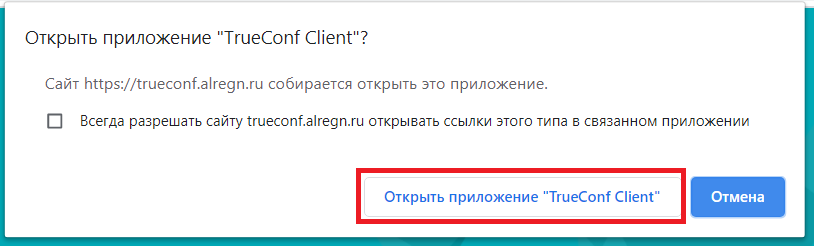 Открыть приложение "TrueConf Client"?
Сайт https://trueconf.alregn.ru собирается открыть это приложение.
Всегда разрешать сайту trueconf.alregn.ru открывать ссылки этого типа в связанном приложении
Открыть приложение "TrueConf Client"
Отмена